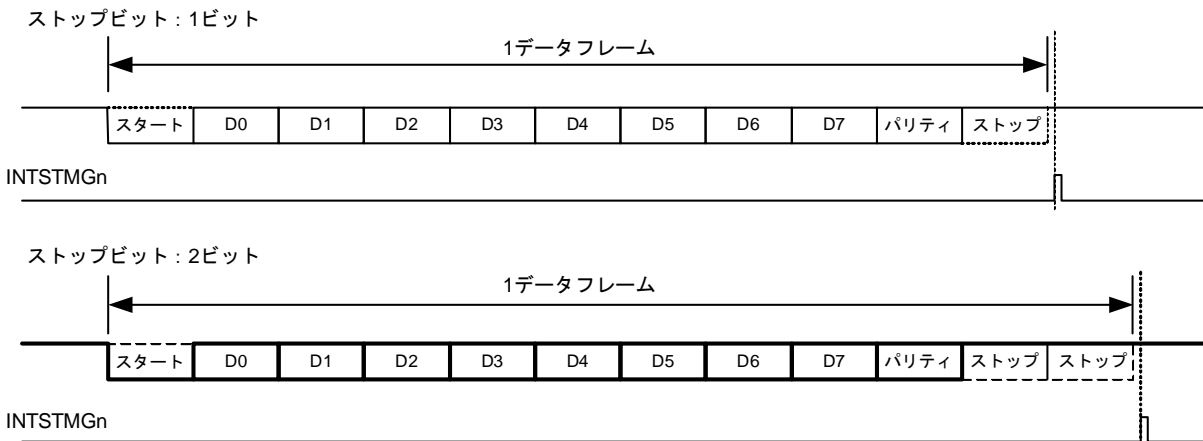 ストップビット：1ビット
1データフレーム
スタート D0 D1 D2 D3 D4 D5 D6 D7 パリティ ストップ
INTSTMGn
ストップビット：2ビット
1データフレーム
スタート D0 D1 D2 D3 D4 D5 D6 D7 パリティ ストップ ストップ
INTSTMGn